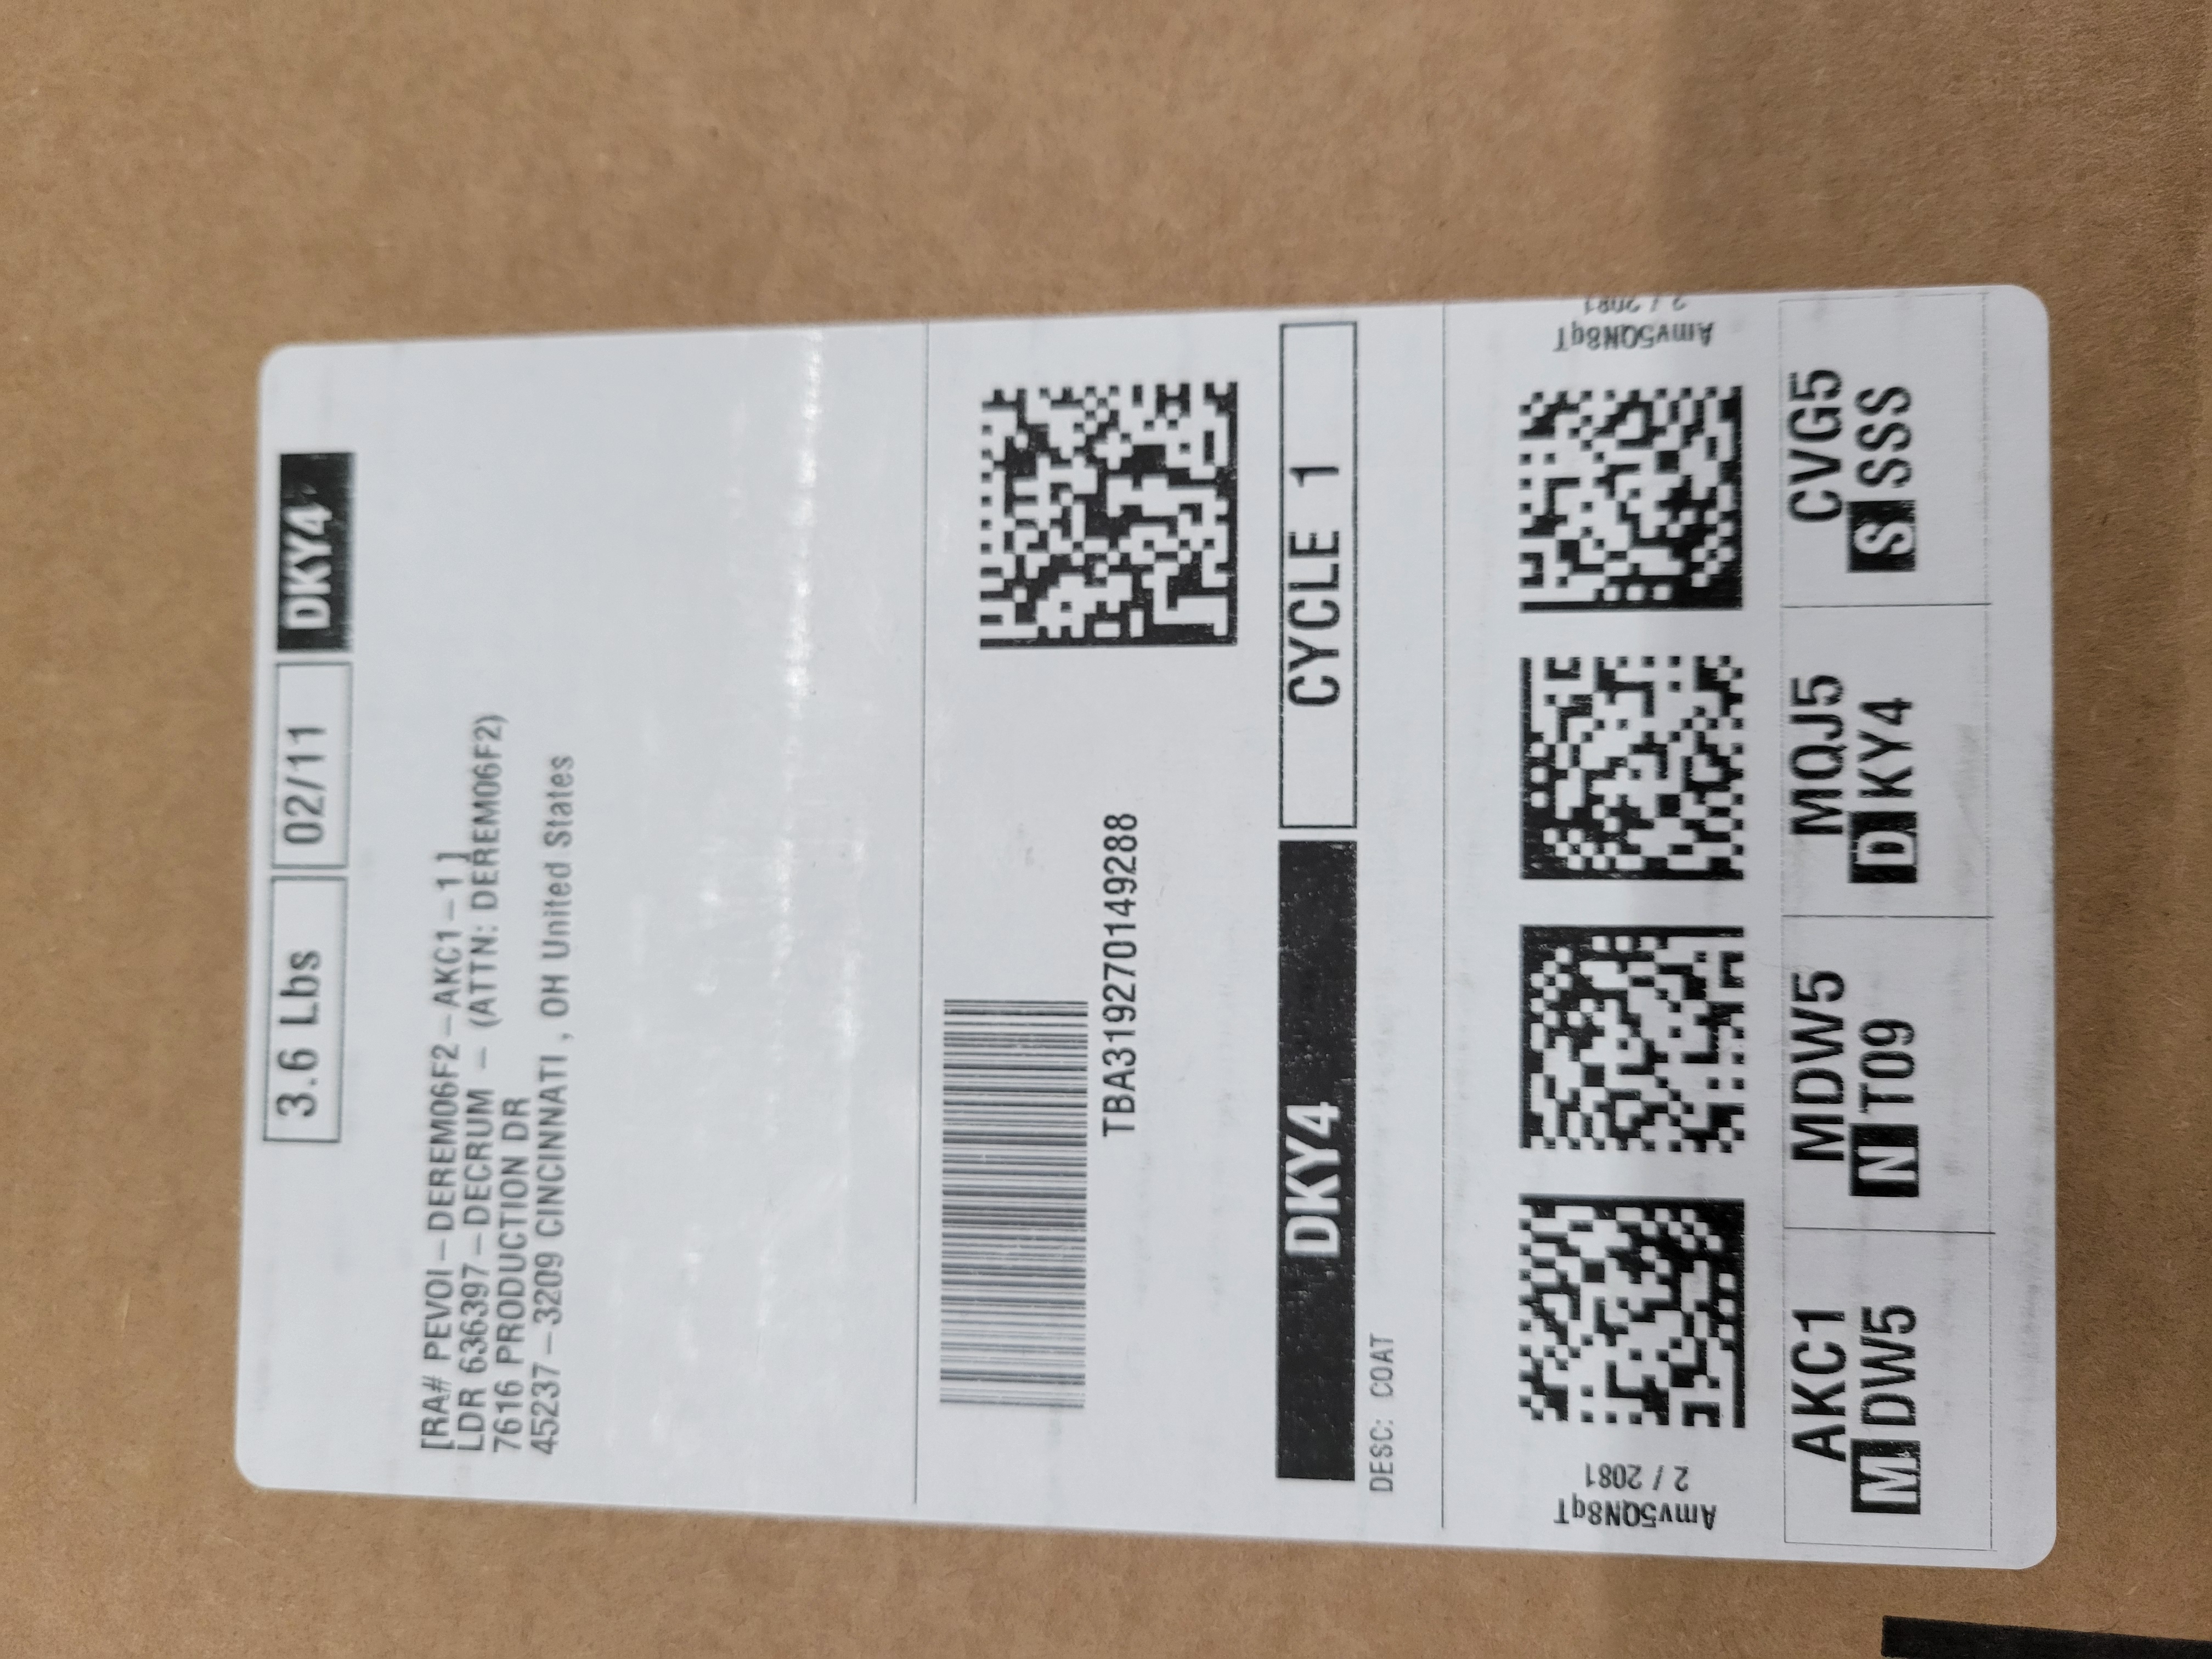 3.6 Lbs 02/11 DKY4
[RA# PEVOI-DEREM06F2-AKC1-1]
LDR 636397-DECRUM - (ATTN: DEREM06F2)
7616 PRODUCTION DR
45237-3209 CINCINNATI , OH United States
TBA319270149288
DKY4 CYCLE 1
DESC: COAT
Amv5QN8qT
2 / 2081
Amv5QN8qT
2 / 2081
AKC1 MDW5 MQJ5 CVG5
M DW5 N T09 D KY4 S SSS